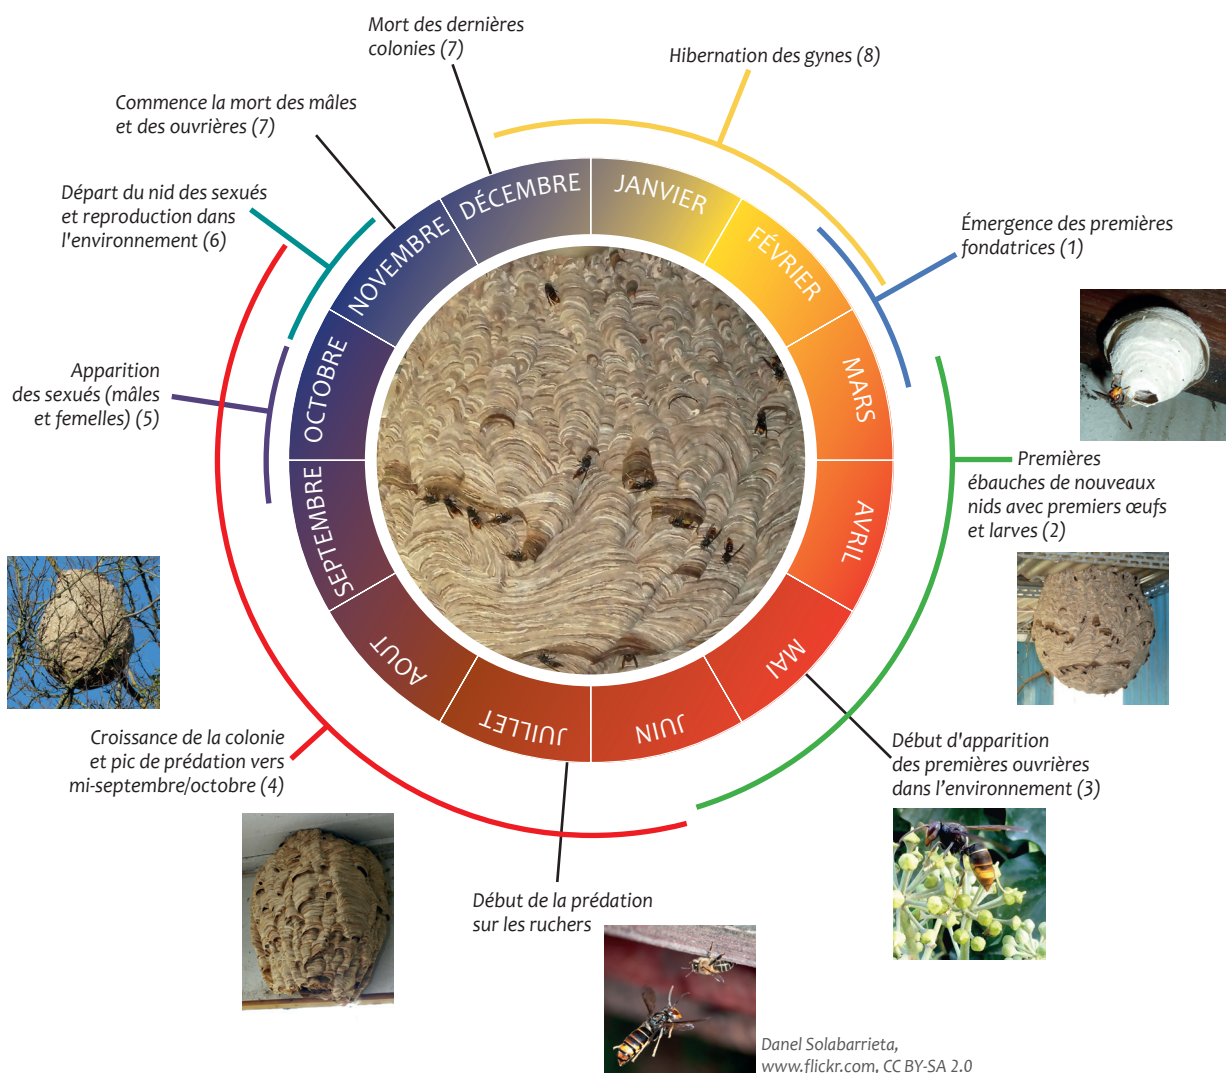 Mort des dernières
colonies (7)
Hibernation des gynes (8)
Commence la mort des mâles
et des ouvrières (7)
Départ du nid des sexués
et reproduction dans
l'environnement (6)
Émergence des premières
fondatrices (1)
Apparition
des sexués (mâles
et femelles) (5)
Premières
ébauches de nouveaux
nids avec premiers œufs
et larves (2)
Croissance de la colonie
et pic de prédation vers
mi-septembre/octobre (4)
Début d'apparition
des premières ouvrières
dans l’environnement (3)
Début de la prédation
sur les ruchers
JANVIER
FÉVRIER
MARS
AVRIL
MAI
JUIN
JUILLET
AOUT
SEPTEMBRE
OCTOBRE
NOVEMBRE
DÉCEMBRE
Danel Solabarrieta,
www.flickr.com, CC BY-SA 2.0